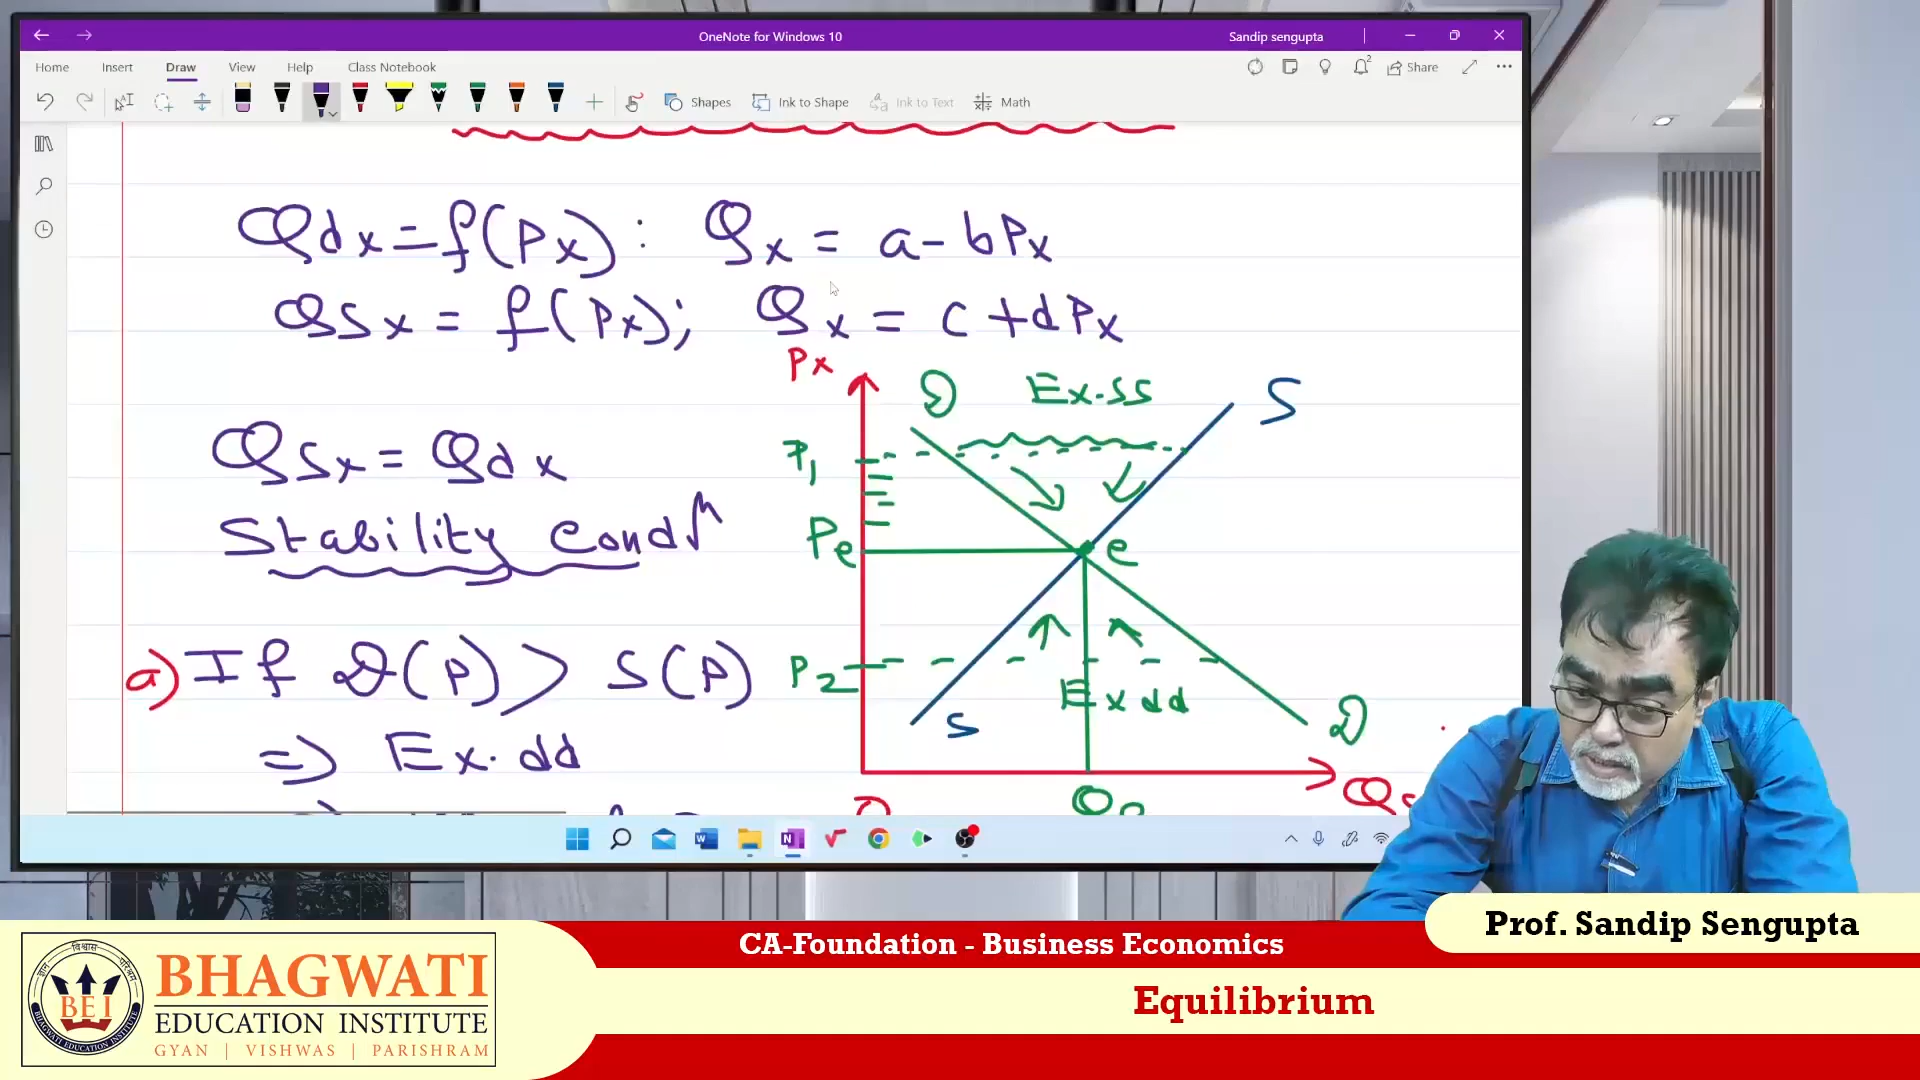 OneNote for Windows 10
Sandip sengupta
Home Insert Draw View Help Class Notebook
2
Share
Shapes
Ink to Shape
Ink to Text
Math
Qdx = f(Px) : Qx = a - bPx
Qsx = f(Px); Qx = c + dPx
Px
D Ex.ss S
P1
Qsx = Qdx
Stability Condn
Pe e
a) If D(P) > S(P)
P2
Ex dd
S D
=> Ex. dd
Prof. Sandip Sengupta
CA-Foundation - Business Economics
Equilibrium
विश्वास
BEI
BHAGWATI
EDUCATION INSTITUTE
GYAN | VISHWAS | PARISHRAM